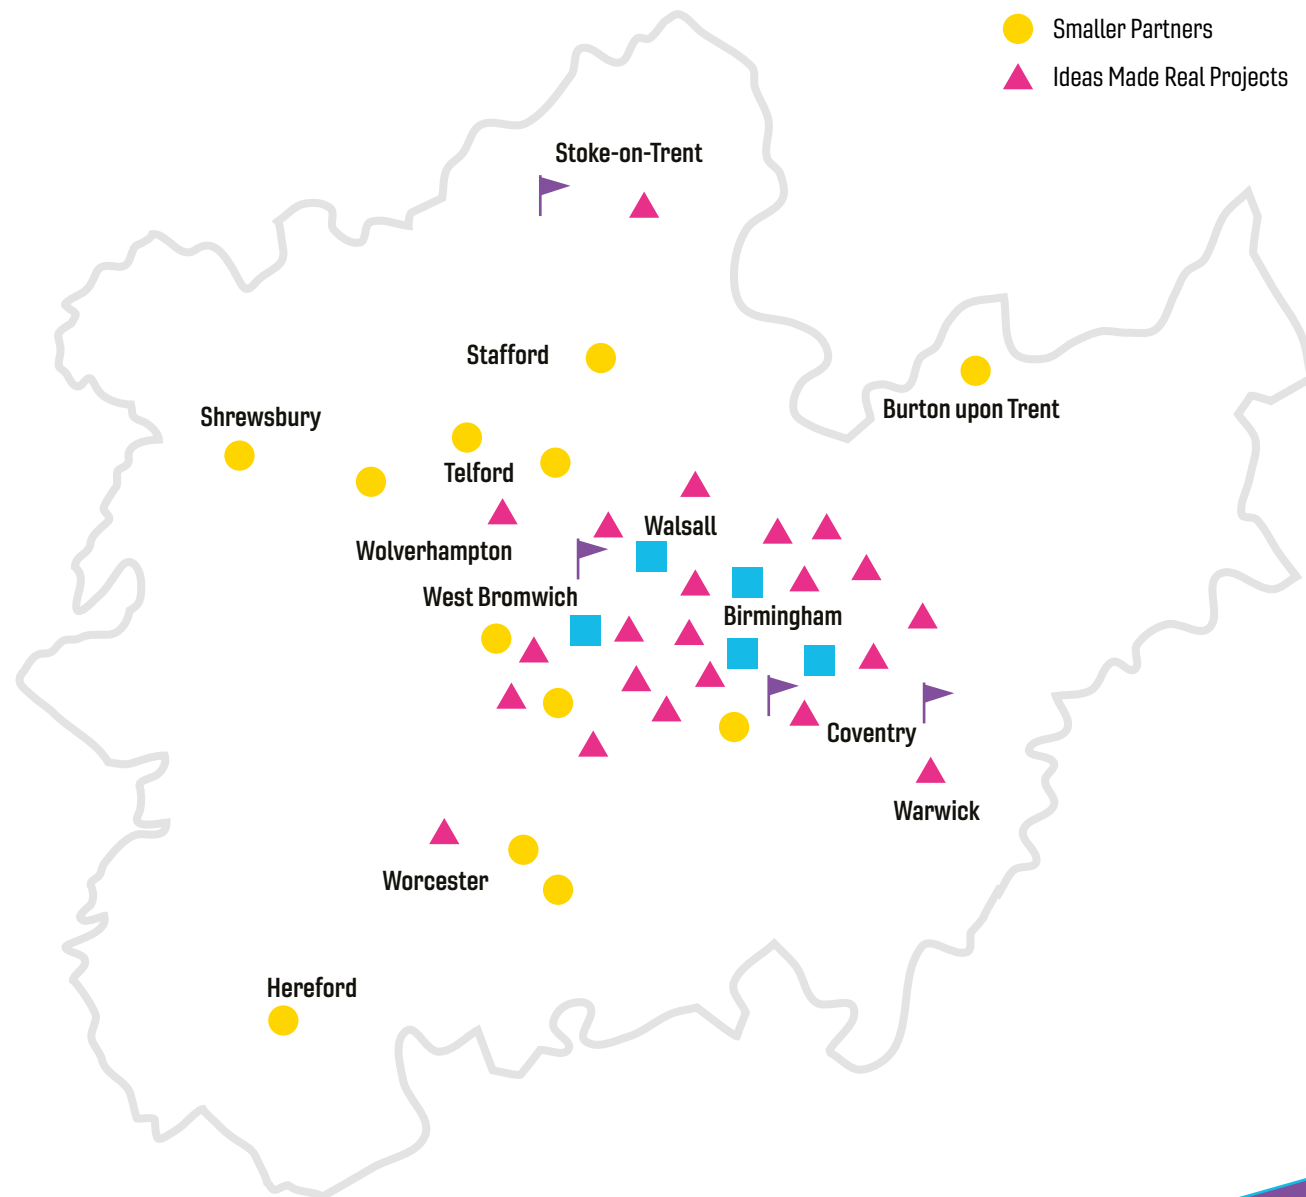 Smaller Partners
Ideas Made Real Projects
Stoke-on-Trent
Stafford
Burton upon Trent
Shrewsbury
Telford
Walsall
Wolverhampton
West Bromwich
Birmingham
Coventry
Warwick
Worcester
Hereford